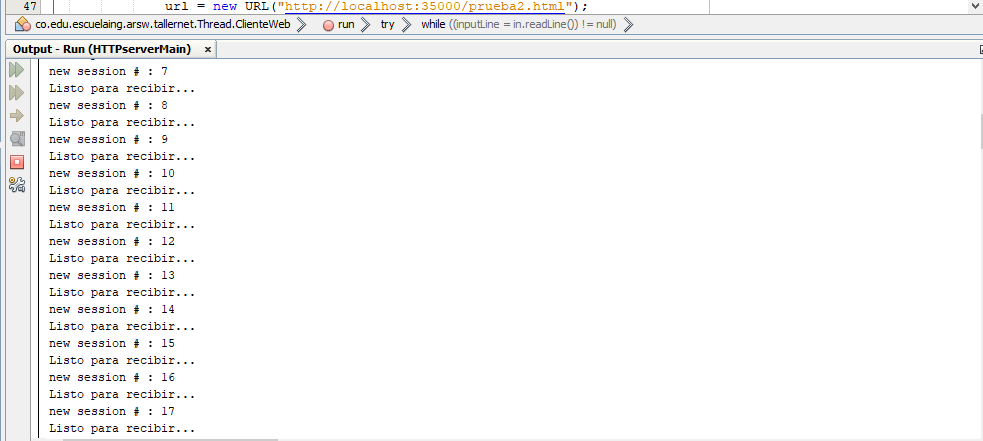 47 url = new URL("http://localhost:35000/prueba2.html");
co.edu.escuelaing.arsw.tallernet.Thread.ClienteWeb run try while ((inputLine = in.readLine()) != null)
Output - Run (HTTPserverMain) ×
new session # : 7
Listo para recibir...
new session # : 8
Listo para recibir...
new session # : 9
Listo para recibir...
new session # : 10
Listo para recibir...
new session # : 11
Listo para recibir...
new session # : 12
Listo para recibir...
new session # : 13
Listo para recibir...
new session # : 14
Listo para recibir...
new session # : 15
Listo para recibir...
new session # : 16
Listo para recibir...
new session # : 17
Listo para recibir...